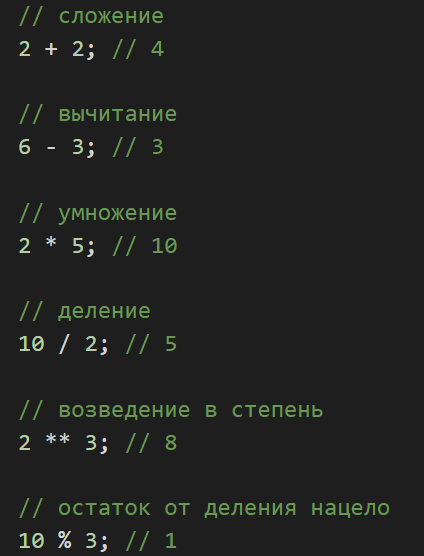 // сложение
2 + 2; // 4
// вычитание
6 - 3; // 3
// умножение
2 * 5; // 10
// деление
10 / 2; // 5
// возведение в степень
2 ** 3; // 8
// остаток от деления нацело
10 % 3; // 1